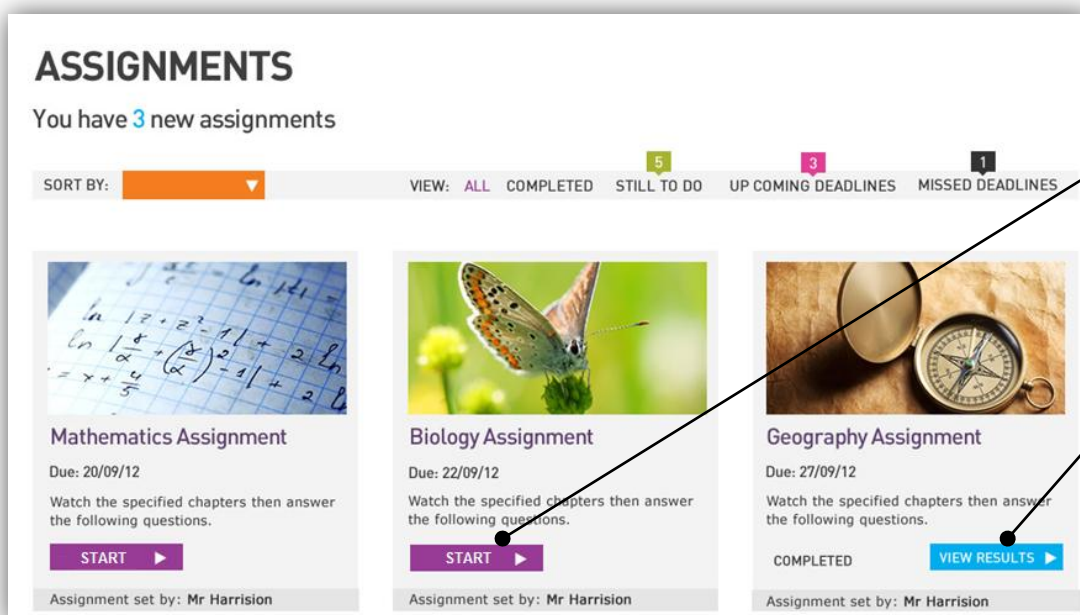 ASSIGNMENTS
You have 3 new assignments
5
3
1
SORT BY:
VIEW: ALL COMPLETED STILL TO DO UP COMING DEADLINES MISSED DEADLINES
Mathematics Assignment
Due: 20/09/12
Watch the specified chapters then answer
the following questions.
START
Assignment set by: Mr Harrision
Biology Assignment
Due: 22/09/12
Watch the specified chapters then answer
the following questions.
START
Assignment set by: Mr Harrision
Geography Assignment
Due: 27/09/12
Watch the specified chapters then answer
the following questions.
COMPLETED VIEW RESULTS
Assignment set by: Mr Harrision